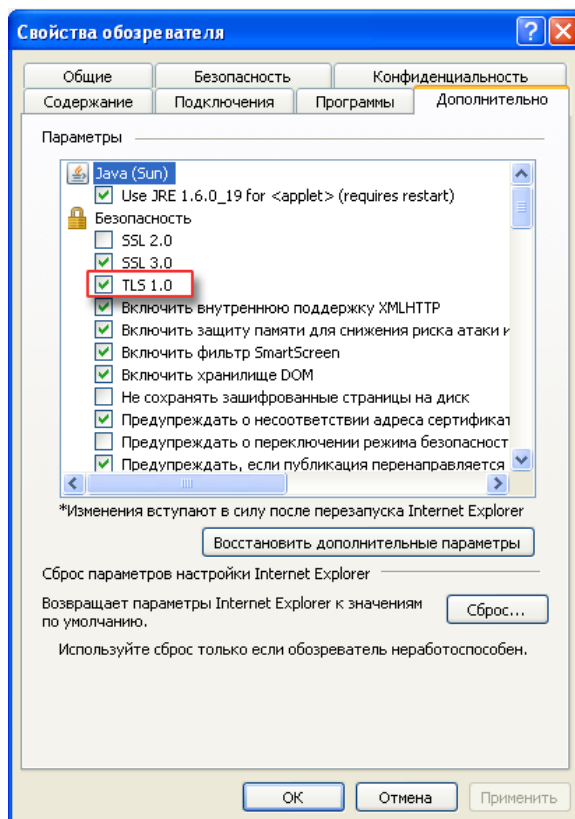 Свойства обозревателя
Общие Безопасность Конфиденциальность
Содержание Подключения Программы Дополнительно
Параметры
Java (Sun)
Use JRE 1.6.0_19 for <applet> (requires restart)
Безопасность
SSL 2.0
SSL 3.0
TLS 1.0
Включить внутреннюю поддержку XMLHTTP
Включить защиту памяти для снижения риска атаки и
Включить фильтр SmartScreen
Включить хранилище DOM
Не сохранять зашифрованные страницы на диск
Предупреждать о несоответствии адреса сертификат
Предупреждать о переключении режима безопасност
Предупреждать, если публикация перенаправляется
*Изменения вступают в силу после перезапуска Internet Explorer
Восстановить дополнительные параметры
Сброс параметров настройки Internet Explorer
Возвращает параметры Internet Explorer к значениям
по умолчанию.
Сброс...
Используйте сброс только если обозреватель неработоспособен.
ОК Отмена Применить